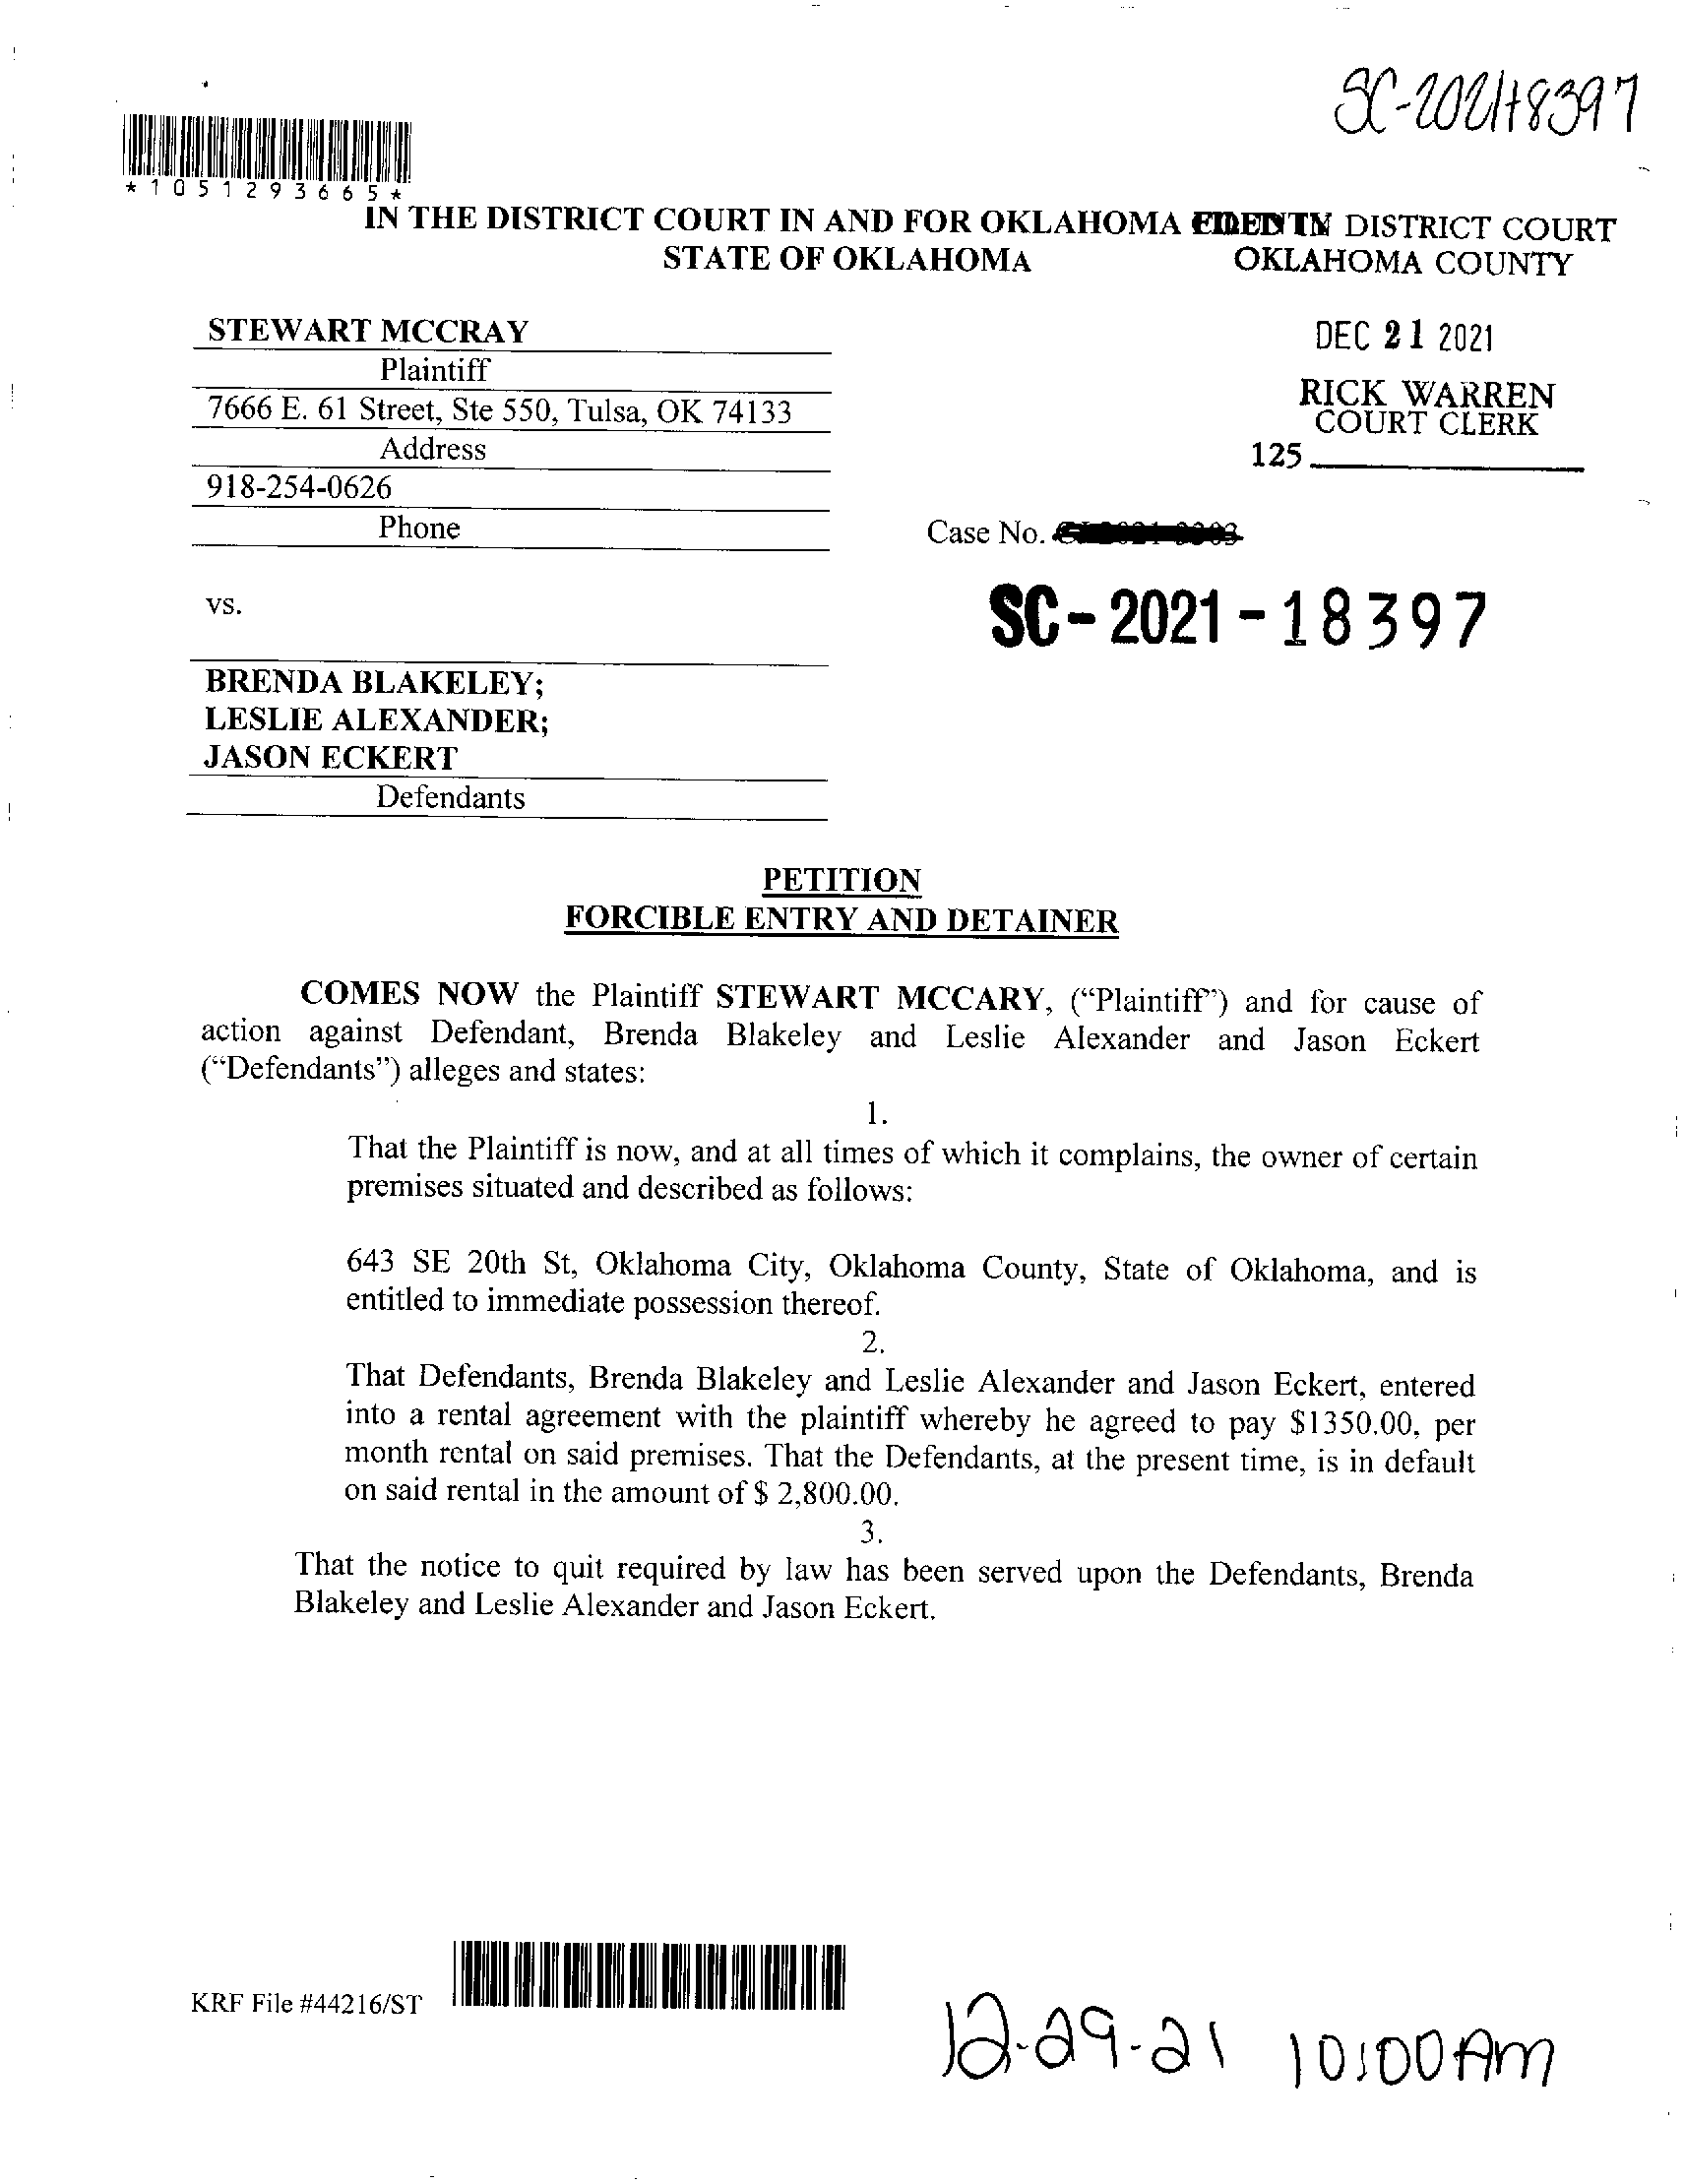 SC-2021-18397
*1051293665*
IN THE DISTRICT COURT IN AND FOR OKLAHOMA
FILED IN DISTRICT COURT
STATE OF OKLAHOMA
OKLAHOMA COUNTY
STEWART MCCRAY
DEC 21 2021
Plaintiff
RICK WARREN
7666 E. 61 Street, Ste 550, Tulsa, OK 74133
COURT CLERK
Address
125
918-254-0626
Phone
Case No.
vs.
SC-2021-18397
BRENDA BLAKELEY;
LESLIE ALEXANDER;
JASON ECKERT
Defendants
PETITION
FORCIBLE ENTRY AND DETAINER
COMES NOW the Plaintiff STEWART MCCARY, (“Plaintiff”) and for cause of
action against Defendant, Brenda Blakeley and Leslie Alexander and Jason Eckert
(“Defendants”) alleges and states:
1.
That the Plaintiff is now, and at all times of which it complains, the owner of certain
premises situated and described as follows:
643 SE 20th St, Oklahoma City, Oklahoma County, State of Oklahoma, and is
entitled to immediate possession thereof.
2.
That Defendants, Brenda Blakeley and Leslie Alexander and Jason Eckert, entered
into a rental agreement with the plaintiff whereby he agreed to pay $1350.00, per
month rental on said premises. That the Defendants, at the present time, is in default
on said rental in the amount of $ 2,800.00.
3.
That the notice to quit required by law has been served upon the Defendants, Brenda
Blakeley and Leslie Alexander and Jason Eckert.
KRF File #44216/ST
12-29-21 10:00AM